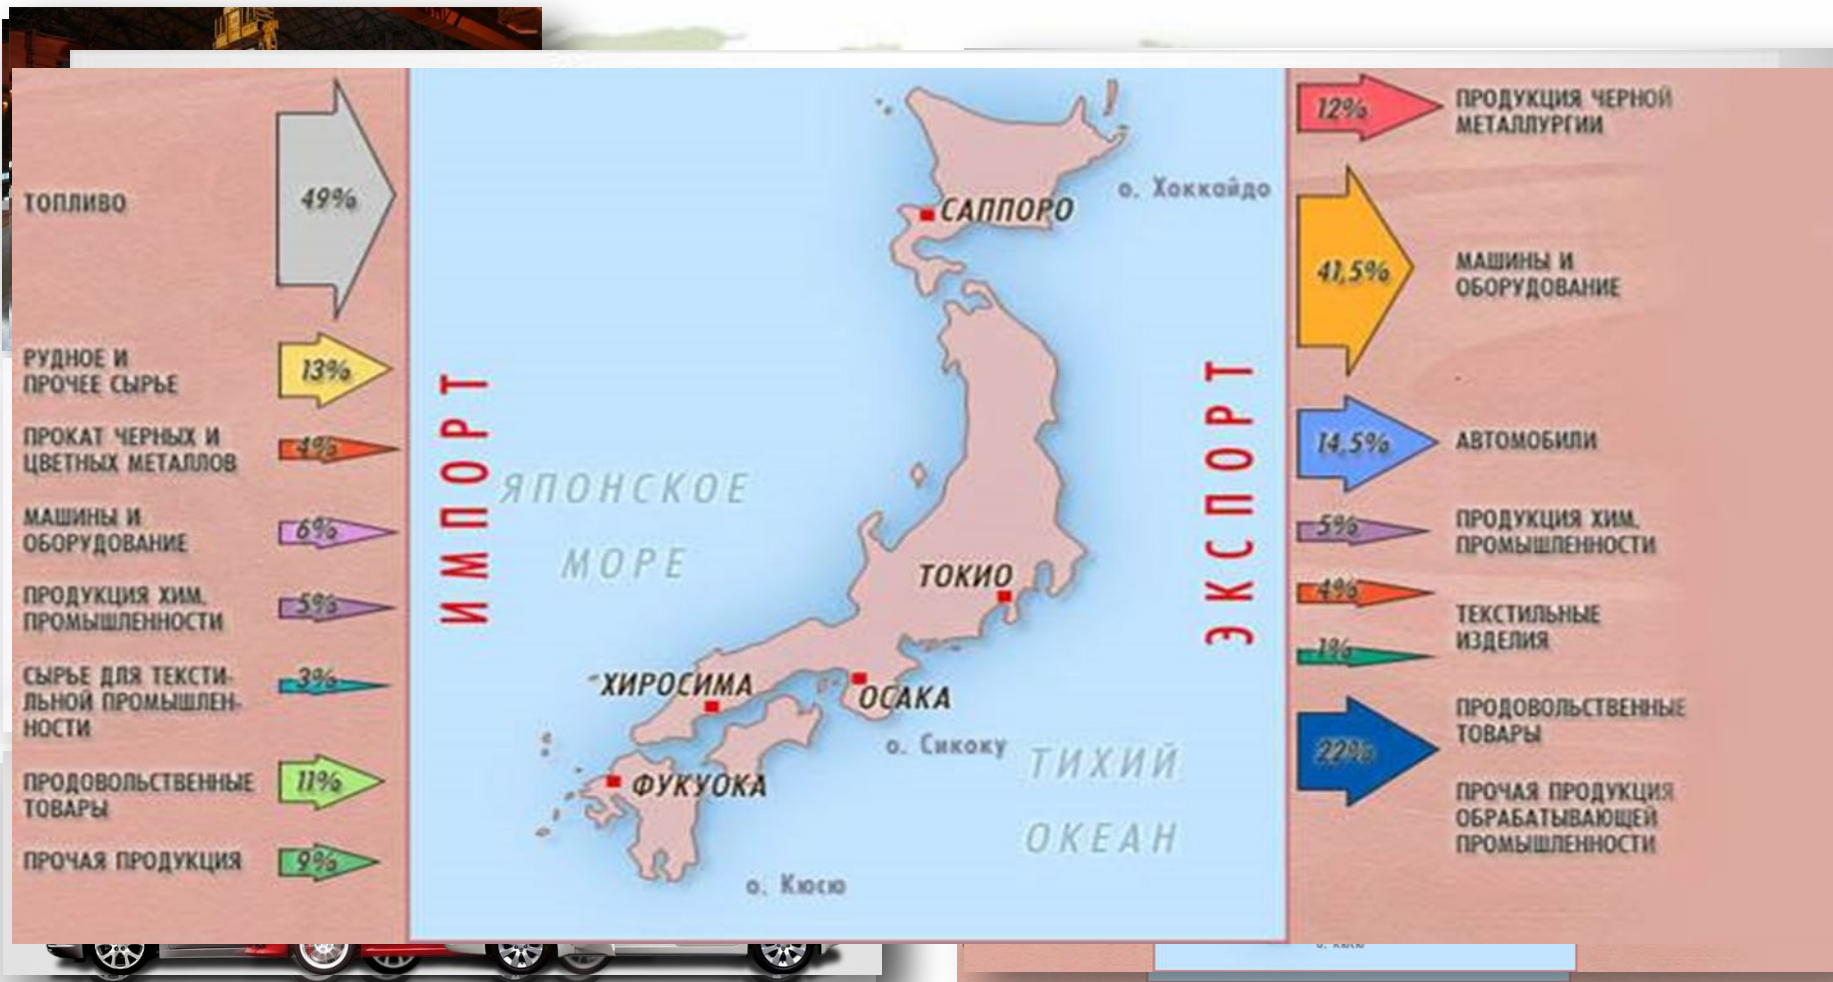 ТОПЛИВО
49%
РУДНОЕ И
ПРОЧЕЕ СЫРЬЕ
13%
ПРОКАТ ЧЕРНЫХ И
ЦВЕТНЫХ МЕТАЛЛОВ
4%
МАШИНЫ И
ОБОРУДОВАНИЕ
6%
ПРОДУКЦИЯ ХИМ.
ПРОМЫШЛЕННОСТИ
5%
СЫРЬЕ ДЛЯ ТЕКСТИ-
ЛЬНОЙ ПРОМЫШЛЕН-
НОСТИ
3%
ПРОДОВОЛЬСТВЕННЫЕ
ТОВАРЫ
11%
ПРОЧАЯ ПРОДУКЦИЯ
9%
ИМПОРТ
о. Хоккайдо
САППОРО
ЯПОНСКОЕ
МОРЕ
ТОКИО
ХИРОСИМА
ОСАКА
о. Сикоку
ТИХИЙ
ОКЕАН
ФУКУОКА
о. Кюсю
ЭКСПОРТ
12%
ПРОДУКЦИЯ ЧЕРНОЙ
МЕТАЛЛУРГИИ
41,5%
МАШИНЫ И
ОБОРУДОВАНИЕ
14,5%
АВТОМОБИЛИ
5%
ПРОДУКЦИЯ ХИМ.
ПРОМЫШЛЕННОСТИ
4%
ТЕКСТИЛЬНЫЕ
ИЗДЕЛИЯ
1%
ПРОДОВОЛЬСТВЕННЫЕ
ТОВАРЫ
22%
ПРОЧАЯ ПРОДУКЦИЯ
ОБРАБАТЫВАЮЩЕЙ
ПРОМЫШЛЕННОСТИ
о. Кюсю